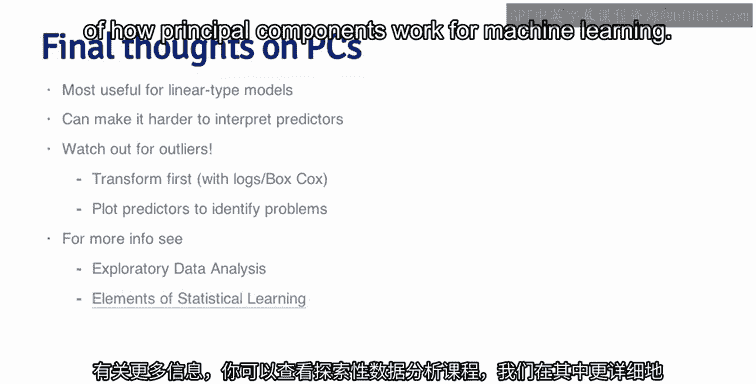 of how principal components work for machine learning.
Final thoughts on PCs
· Most useful for linear-type models
· Can make it harder to interpret predictors
· Watch out for outliers!
- Transform first (with logs/Box Cox)
- Plot predictors to identify problems
· For more info see
- Exploratory Data Analysis
- Elements of Statistical Learning
有关更多信息，你可以查看探索性数据分析课程，我们在其中更详细地